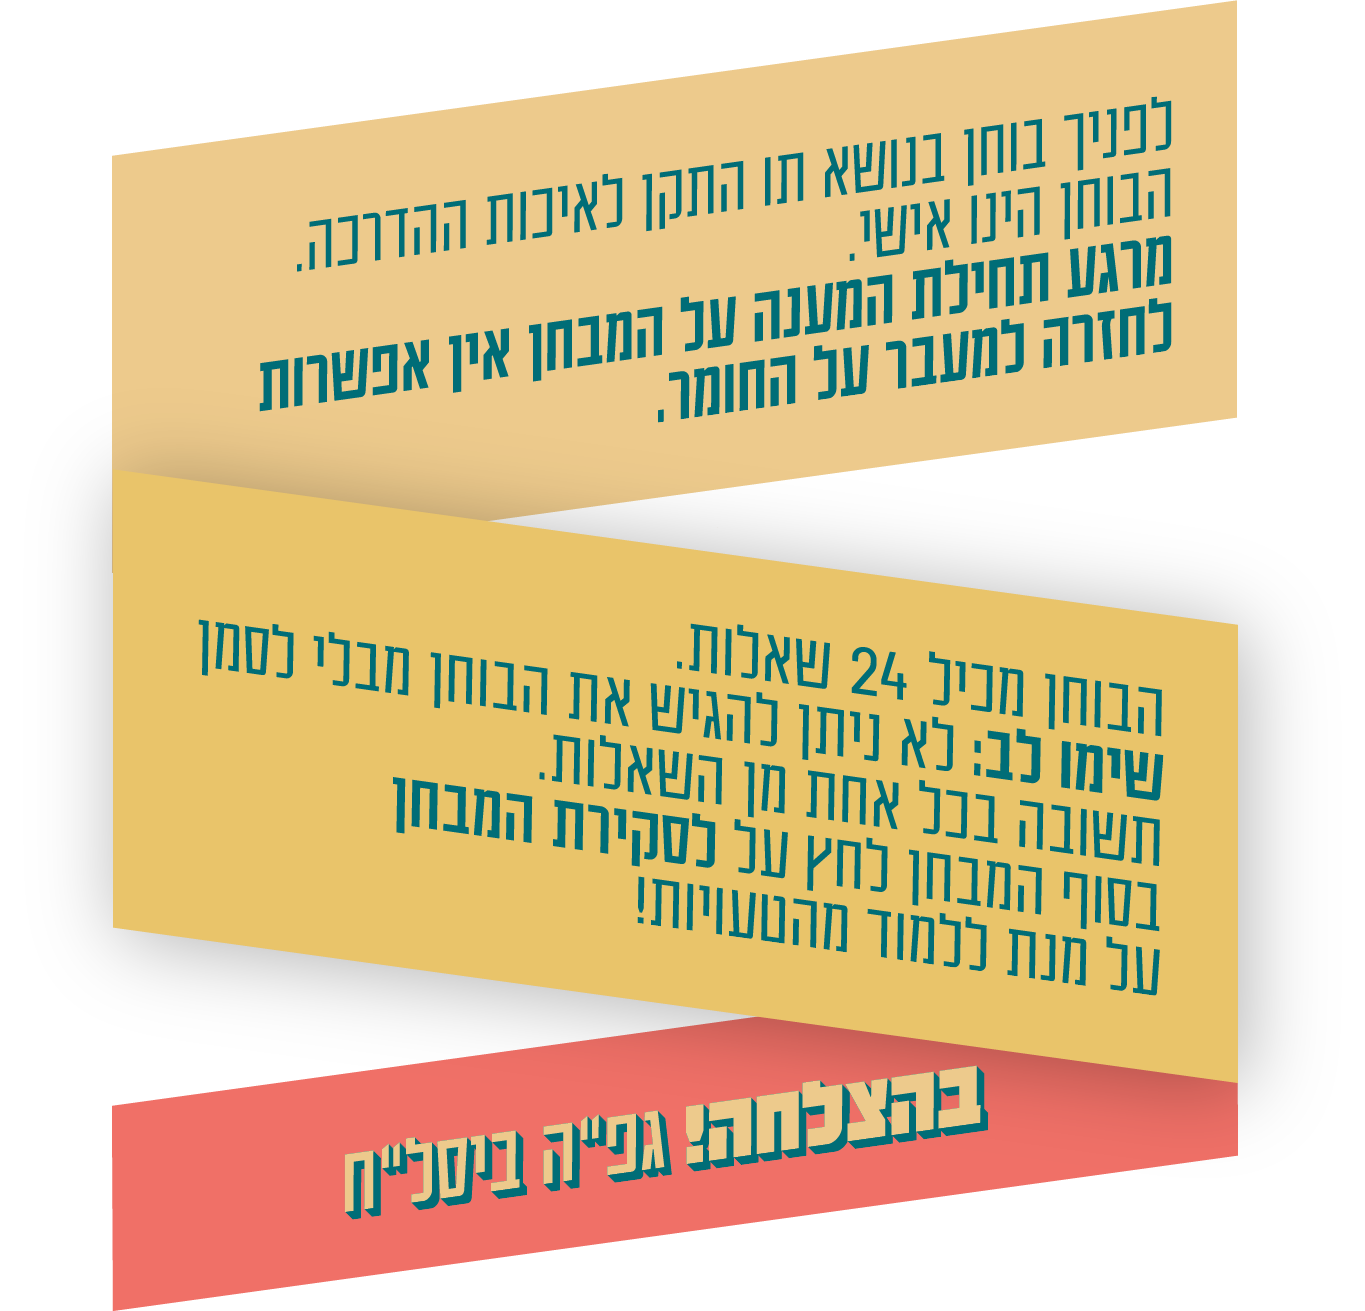 לפניך בוחן בנושא תו התקן לאיכות ההדרכה.
הבוחן הינו אישי.
מרגע תחילת המענה על המבחן אין אפשרות
לחזרה למעבר על החומר.
הבוחן מכיל 24 שאלות.
שימו לב: לא ניתן להגיש את הבוחן מבלי לסמן
תשובה בכל אחת מן השאלות.
בסוף המבחן לחץ על לסקירת המבחן
על מנת ללמוד מהטעויות!
בהצלחה! גפ"ה ביסל"ח